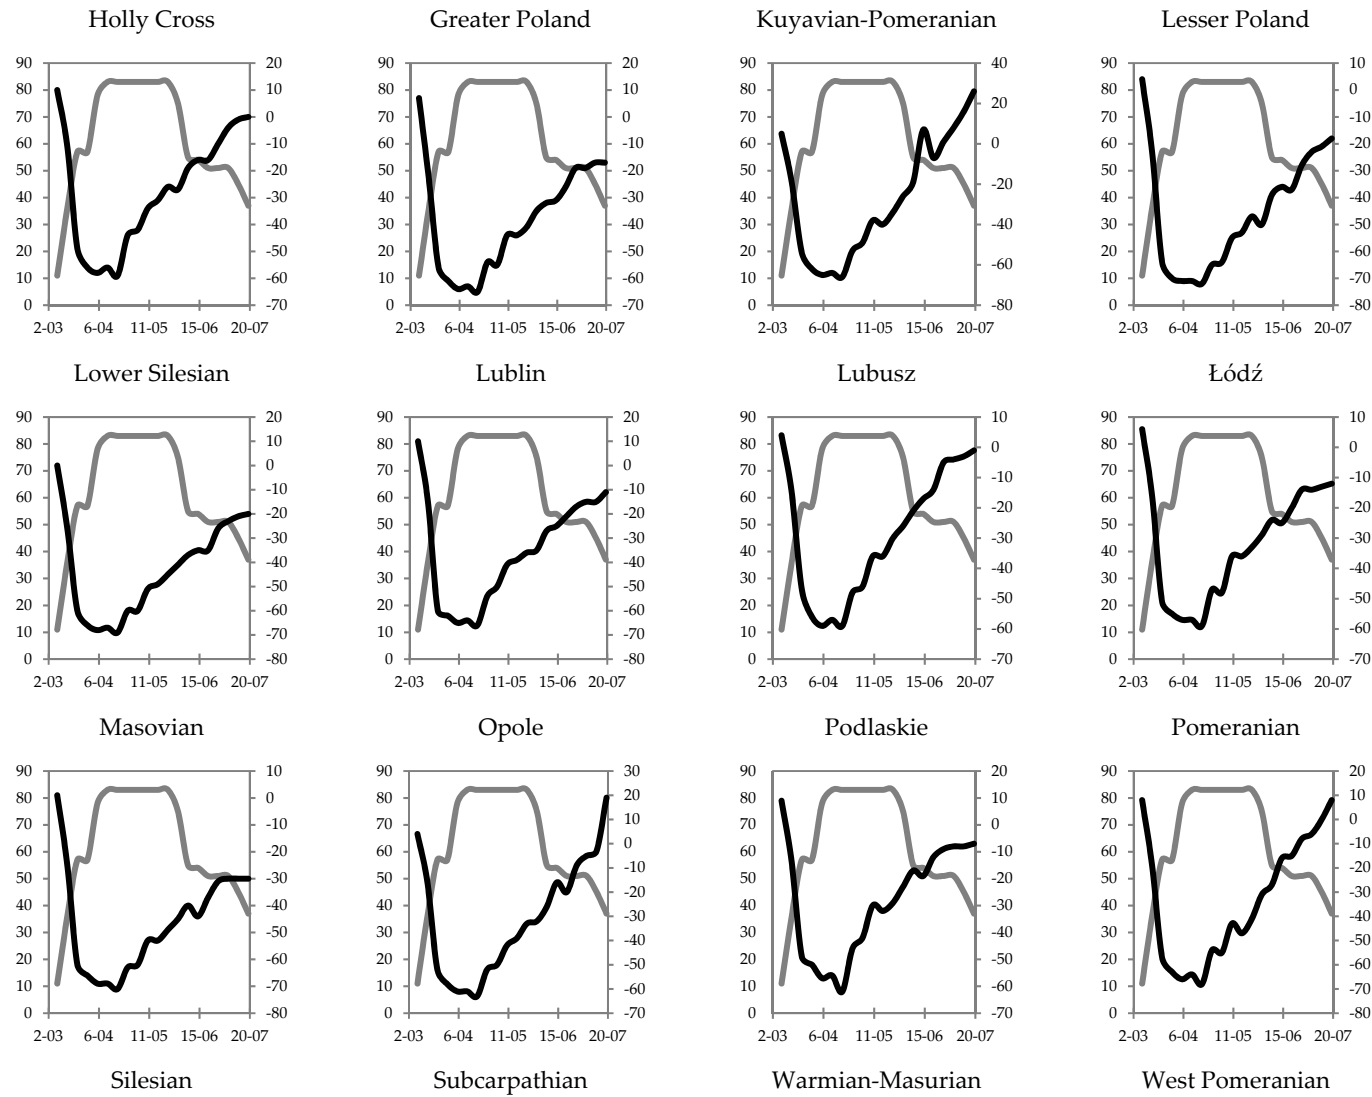 Holly Cross Greater Poland Kuyavian-Pomeranian Lesser Poland
90 20 90 20 90 40 90 10
80 10 80 10 80 20 80 0
70 0 70 0 70 0 70 -10
60 -10 60 -10 60 -20 60 -20
50 -20 50 -20 50 -40 50 -30
40 -30 40 -30 40 -60 40 -40
30 -40 30 -40 30 -80 30 -50
20 -50 20 -50 20 20 -60
10 -60 10 -60 10 10 -70
0 -70 0 -70 0 0
2-03 6-04 11-05 15-06 20-07 2-03 6-04 11-05 15-06 20-07 2-03 6-04 11-05 15-06 20-07 2-03 6-04 11-05 15-06 20-07
Lower Silesian Lublin Lubusz Łódź
90 20 90 20 90 10 90 10
80 10 80 10 80 0 80 0
70 0 70 0 70 -10 70 -10
60 -10 60 -10 60 -20 60 -20
50 -20 50 -20 50 -30 50 -30
40 -30 40 -30 40 -40 40 -40
30 -40 30 -40 30 -50 30 -50
20 -50 20 -50 20 -60 20 -60
10 -60 10 -60 10 -70 10 -70
0 -70 0 -70 0 0
-80 -80
2-03 6-04 11-05 15-06 20-07 2-03 6-04 11-05 15-06 20-07 2-03 6-04 11-05 15-06 20-07 2-03 6-04 11-05 15-06 20-07
Masovian Opole Podlaskie Pomeranian
90 10 90 30 90 20 90 20
80 0 80 20 80 10 80 10
70 -10 70 10 70 0 70 0
60 -20 60 0 60 -10 60 -10
50 -30 50 -10 50 -20 50 -20
40 -40 40 -20 40 -30 40 -30
30 -50 30 -30 30 -40 30 -40
20 -60 20 -40 20 -50 20 -50
10 -70 10 -50 10 -60 10 -60
0 -80 0 -60 0 -70 0 -70
-70 -80
2-03 6-04 11-05 15-06 20-07 2-03 6-04 11-05 15-06 20-07 2-03 6-04 11-05 15-06 20-07 2-03 6-04 11-05 15-06 20-07
Silesian Subcarpathian Warmian-Masurian West Pomeranian